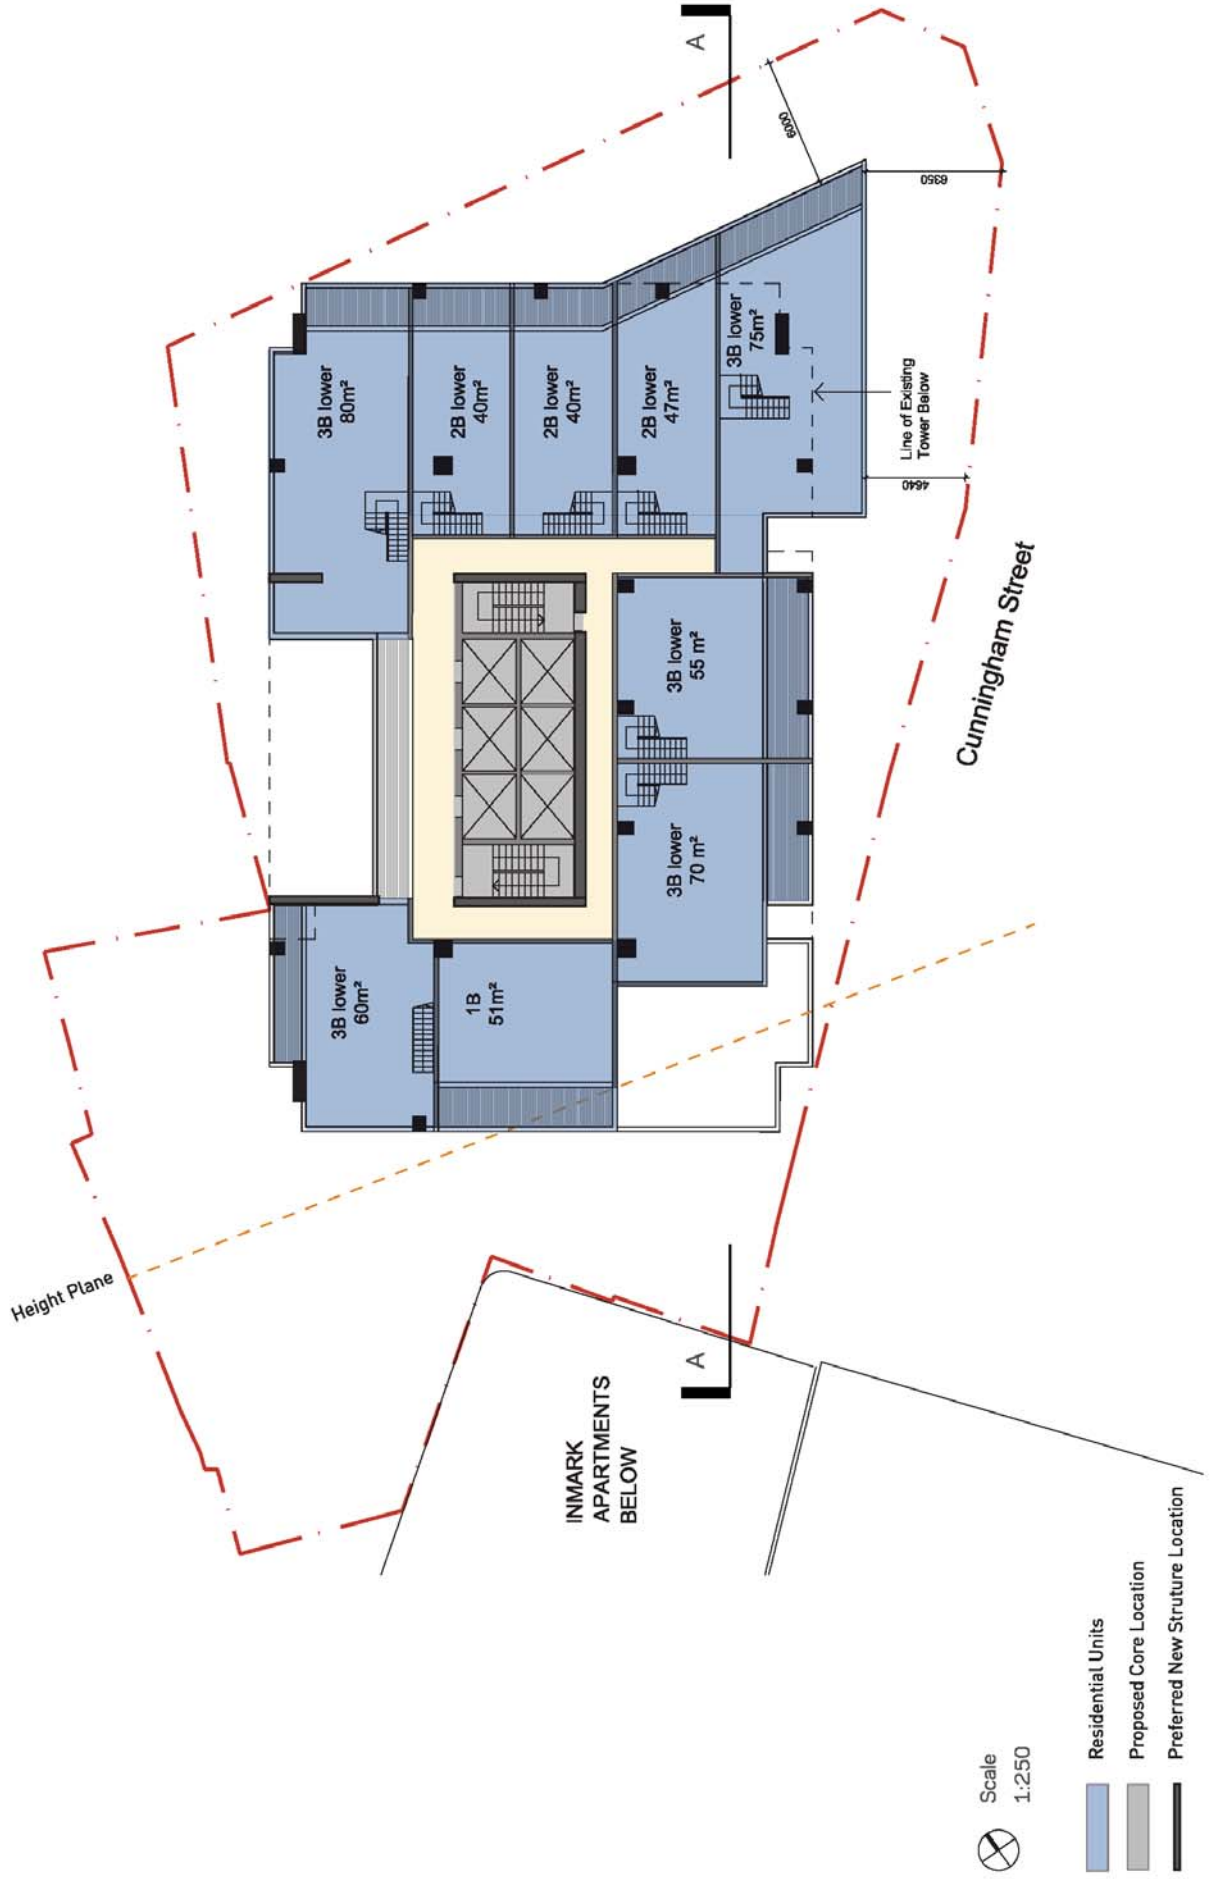 Height Plane
A
A
6000
6350
4640
3B lower
80m²
2B lower
40m²
2B lower
40m²
2B lower
47m²
3B lower
75m²
Line of Existing
Tower Below
3B lower
55 m²
3B lower
70 m²
3B lower
60m²
1B
51m²
Cunningham Street
INMARK
APARTMENTS
BELOW
Scale
1:250
Residential Units
Proposed Core Location
Preferred New Struture Location